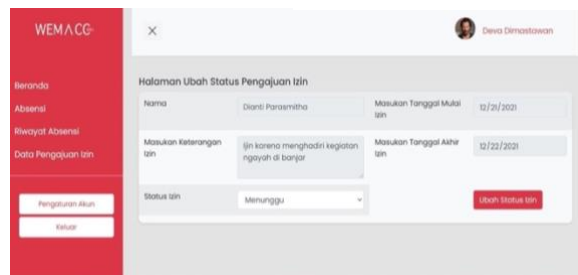 WEMACC
Deva Dimastawan
Beranda
Absensi
Riwayat Absensi
Data Pengajuan Izin
Pengaturan Akun
Keluar
Halaman Ubah Status Pengajuan Izin
Nama
Dianti Parasmitha
Masukan Tanggal Mulai
Izin
12/21/2021
Masukan Keterangan
Izin
Ijin karena menghadiri kegiatan
ngayah di banjar
Masukan Tanggal Akhir
Izin
12/22/2021
Status Izin
Menunggu
Ubah Status Izin